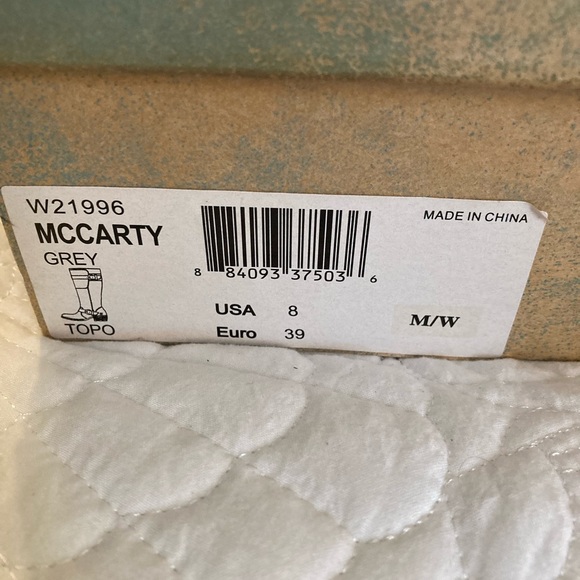 W21996
MCCARTY
GREY
TOPO
8 84093 37503 6
USA 8
Euro 39
MADE IN CHINA
M/W